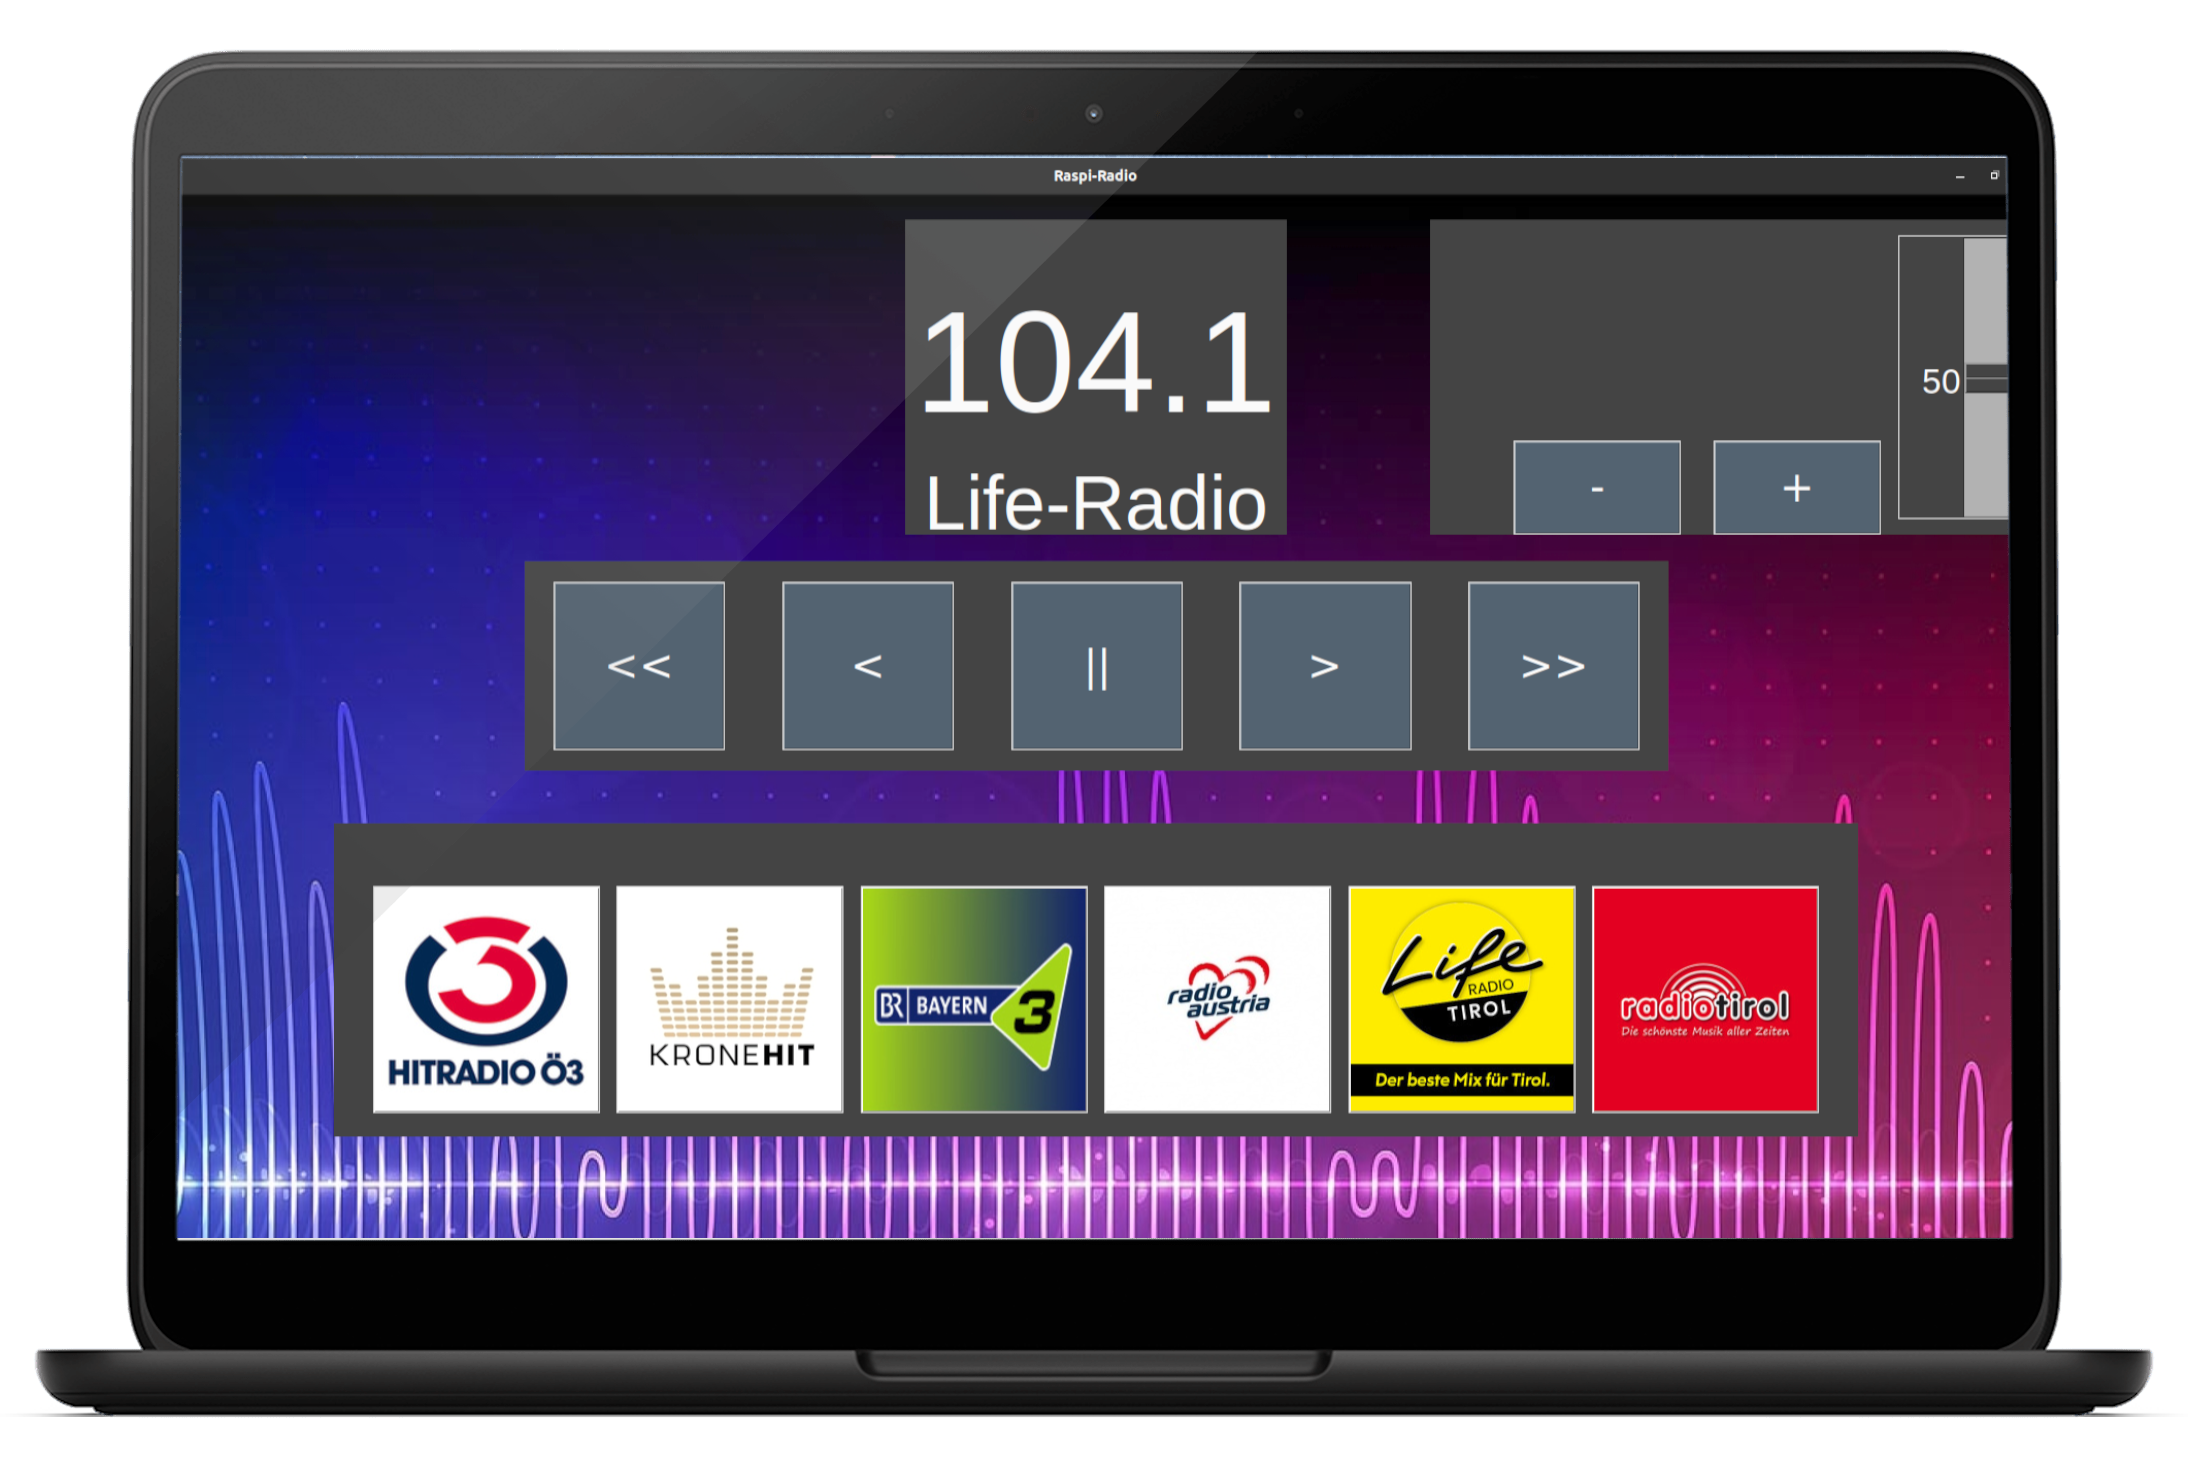 Raspi-Radio
104.1
Life-Radio
50
-
+
<<
<
||
>
>>
HITRADIO Ö3
KRONEHIT
BR BAYERN 3
radio
austria
Life
RADIO
TIROL
Der beste Mix für Tirol.
radiotirol
Die schönste Musik aller Zeiten